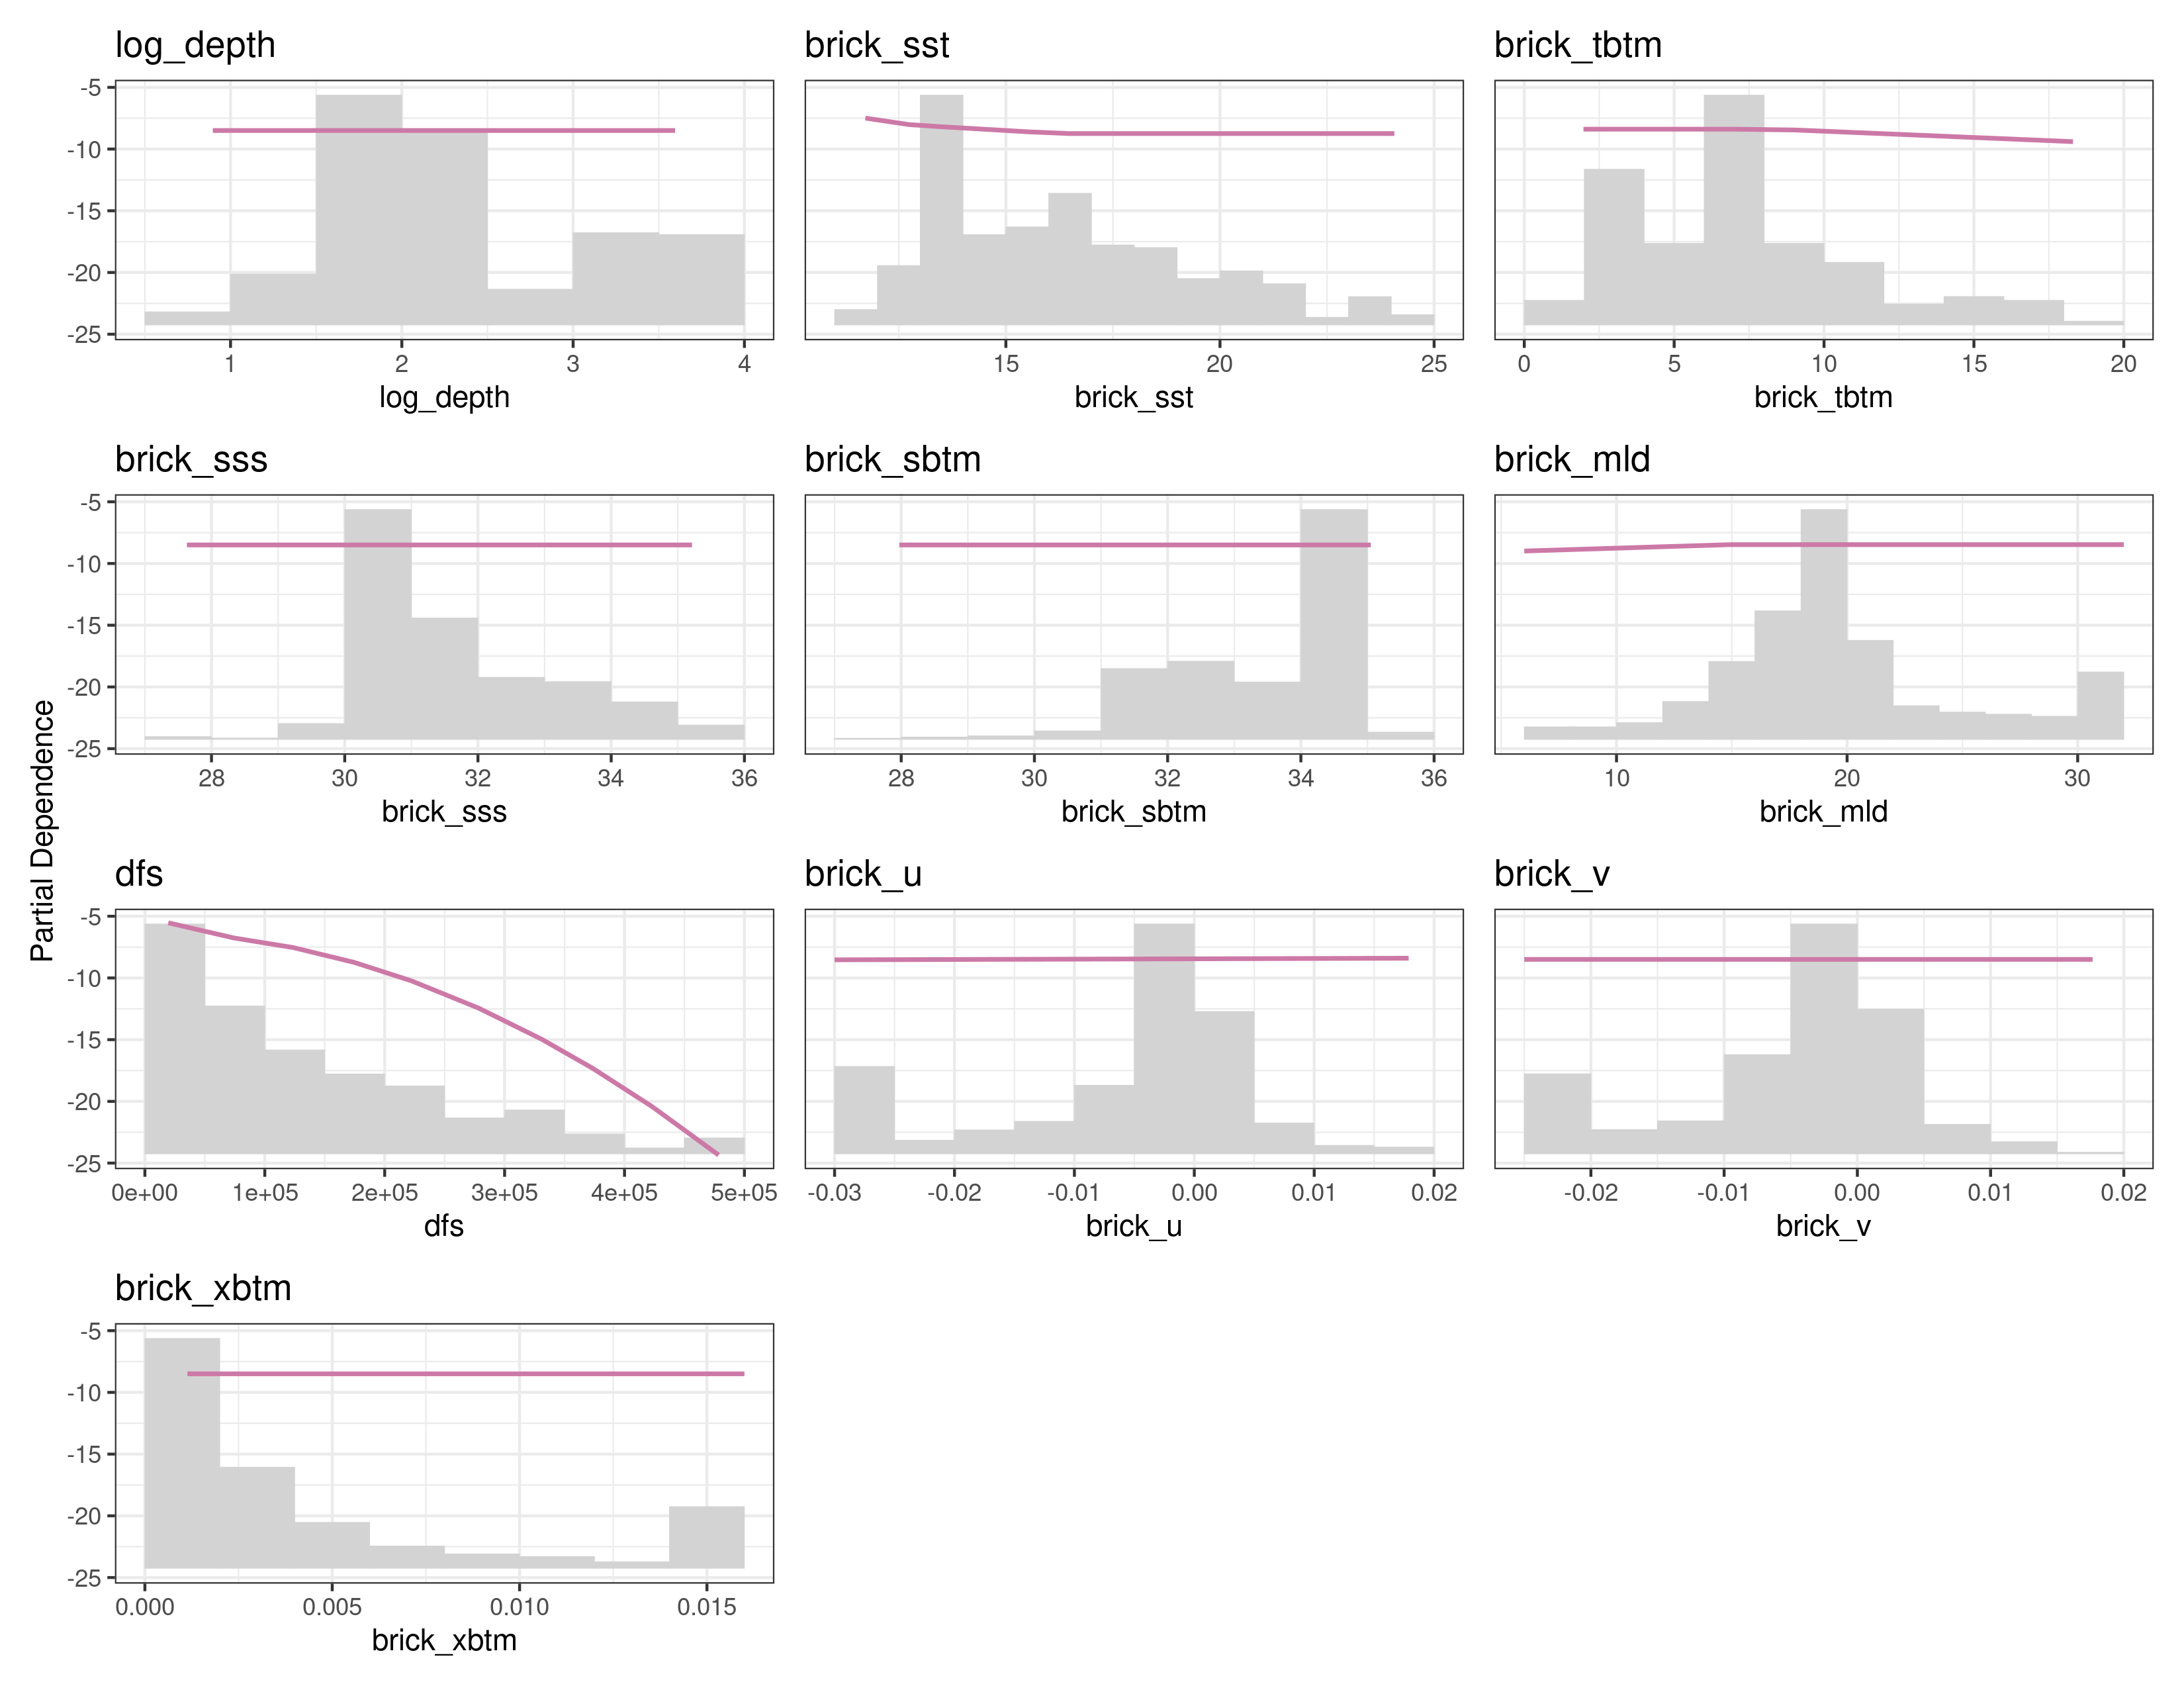 log_depth
brick_sst
brick_tbtm
-5
-10
-15
-20
-25
1 2 3 4
15 20 25
0 5 10 15 20
log_depth
brick_sst
brick_tbtm
brick_sss
brick_sbtm
brick_mld
-5
-10
-15
-20
-25
28 30 32 34 36
28 30 32 34 36
10 20 30
brick_sss
brick_sbtm
brick_mld
Partial Dependence
dfs
brick_u
brick_v
-5
-10
-15
-20
-25
0e+00 1e+05 2e+05 3e+05 4e+05 5e+05
-0.03 -0.02 -0.01 0.00 0.01 0.02
-0.02 -0.01 0.00 0.01 0.02
dfs
brick_u
brick_v
brick_xbtm
-5
-10
-15
-20
-25
0.000 0.005 0.010 0.015
brick_xbtm